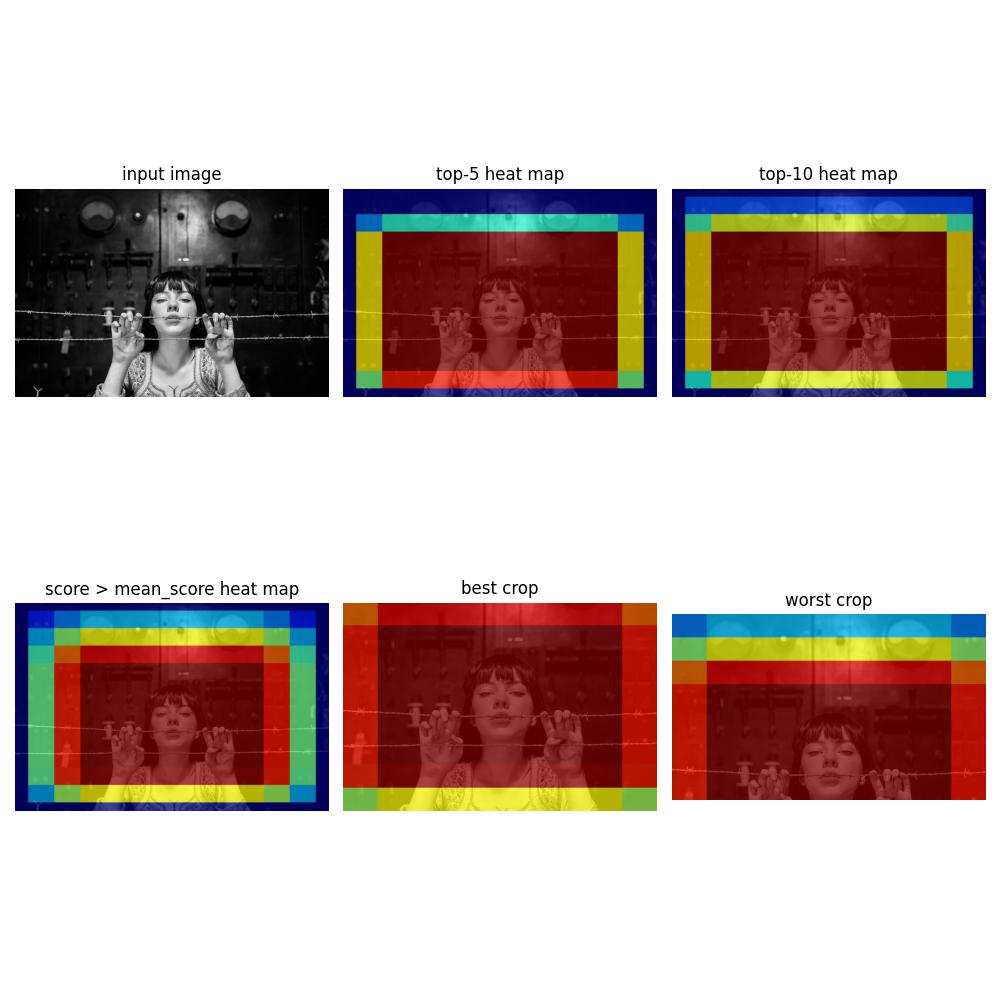 input image
top-5 heat map
top-10 heat map
score > mean_score heat map
best crop
worst crop